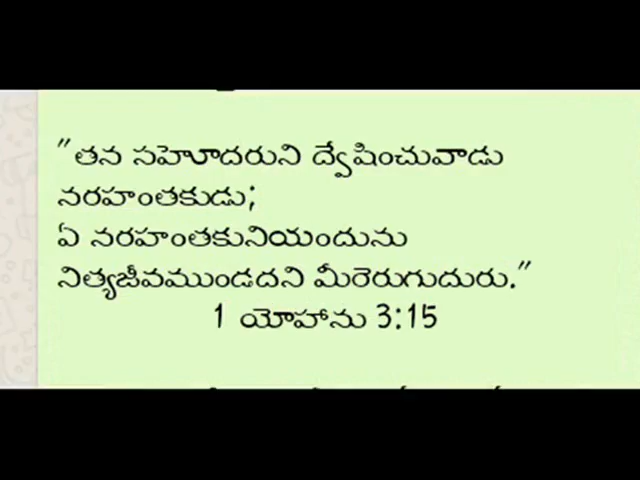 "తన సహెూదరుని ద్వేషించువాడు
నరహంతకుడు;
ఏ నరహంతకునియందును
నిత్యజీవముండదని మీరెరుగుదురు."
1 యోహాను 3:15